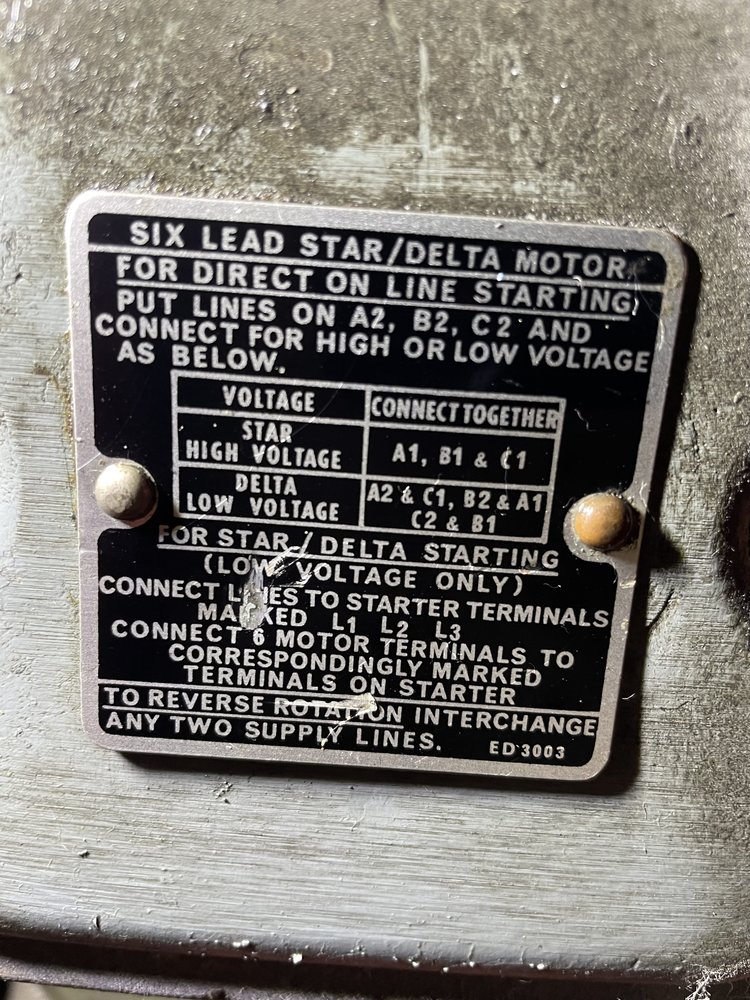 SIX LEAD STAR/DELTA MOTOR.
FOR DIRECT ON LINE STARTING
PUT LINES ON A2, B2, C2 AND
CONNECT FOR HIGH OR LOW VOLTAGE
AS BELOW.
VOLTAGE CONNECT TOGETHER
STAR
HIGH VOLTAGE A1, B1 & C1
DELTA
LOW VOLTAGE A2 & C1, B2 & A1
C2 & B1
FOR STAR/DELTA STARTING
(LOW VOLTAGE ONLY)
CONNECT LINES TO STARTER TERMINALS
MARKED L1 L2 L3
CONNECT 6 MOTOR TERMINALS TO
CORRESPONDINGLY MARKED
TERMINALS ON STARTER
TO REVERSE ROTATION INTERCHANGE
ANY TWO SUPPLY LINES. ED3003